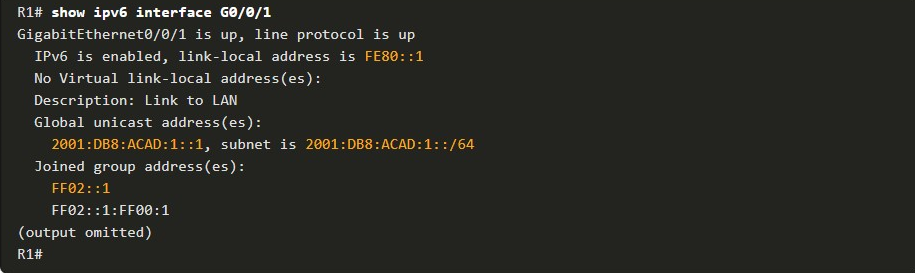 R1# show ipv6 interface G0/0/1
GigabitEthernet0/0/1 is up, line protocol is up
IPv6 is enabled, link-local address is FE80::1
No Virtual link-local address(es):
Description: Link to LAN
Global unicast address(es):
2001:DB8:ACAD:1::1, subnet is 2001:DB8:ACAD:1::/64
Joined group address(es):
FF02::1
FF02::1:FF00:1
(output omitted)
R1#